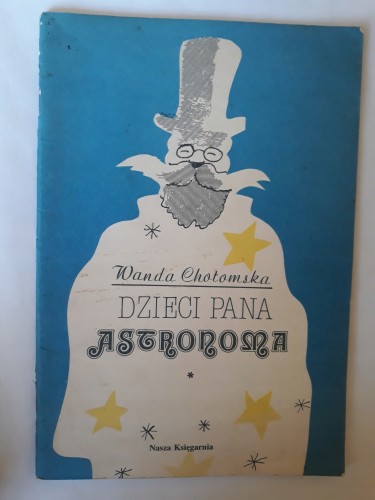 Wanda Chotomska
DZIECI PANA
ASTRONOMA
Nasza Księgarnia